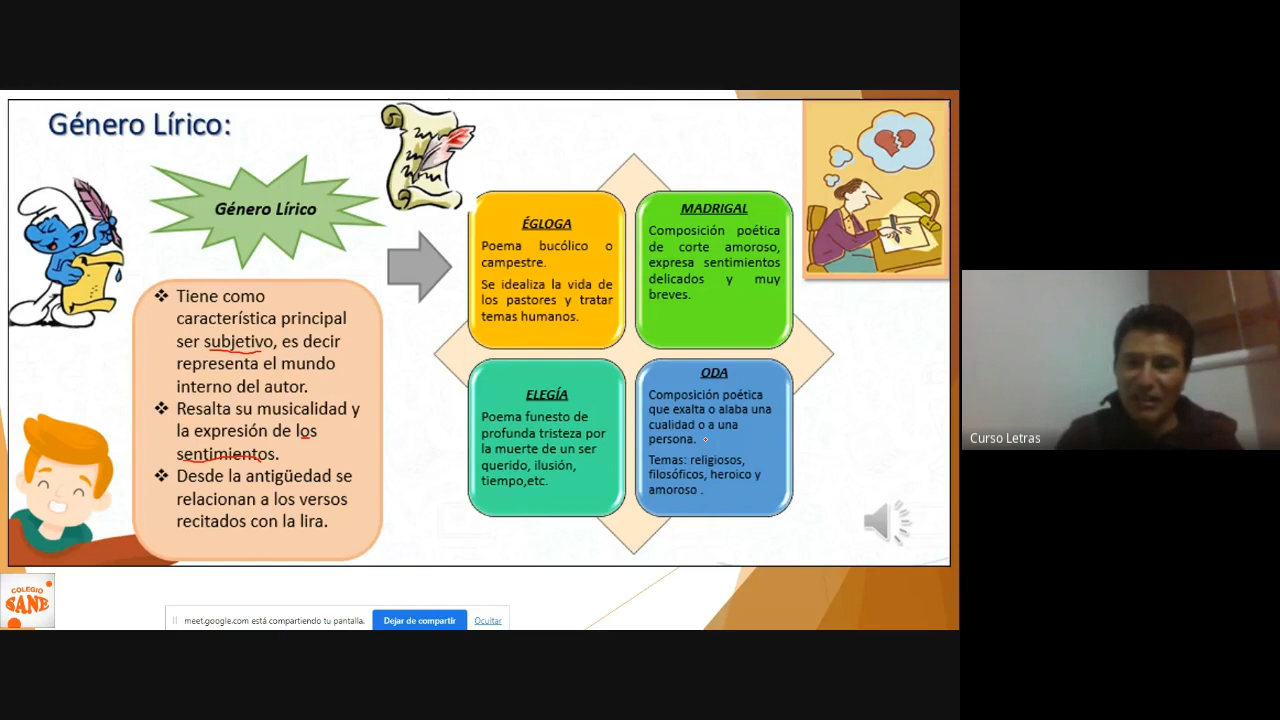 Género Lírico:
Género Lírico
❖ Tiene como
característica principal
ser subjetivo, es decir
representa el mundo
interno del autor.
❖ Resalta su musicalidad y
la expresión de los
sentimientos.
❖ Desde la antigüedad se
relacionan a los versos
recitados con la lira.
ÉGLOGA
Poema bucólico o
campestre.
Se idealiza la vida de
los pastores y tratar
temas humanos.
MADRIGAL
Composición poética
de corte amoroso,
expresa sentimientos
delicados y muy
breves.
ELEGÍA
Poema funesto de
profunda tristeza por
la muerte de un ser
querido, ilusión,
tiempo,etc.
ODA
Composición poética
que exalta o alaba una
cualidad o a una
persona.
Temas: religiosos,
filosóficos, heroico y
amoroso .
COLEGIO
SANE
meet.google.com está compartiendo tu pantalla.
Dejar de compartir
Ocultar
Curso Letras